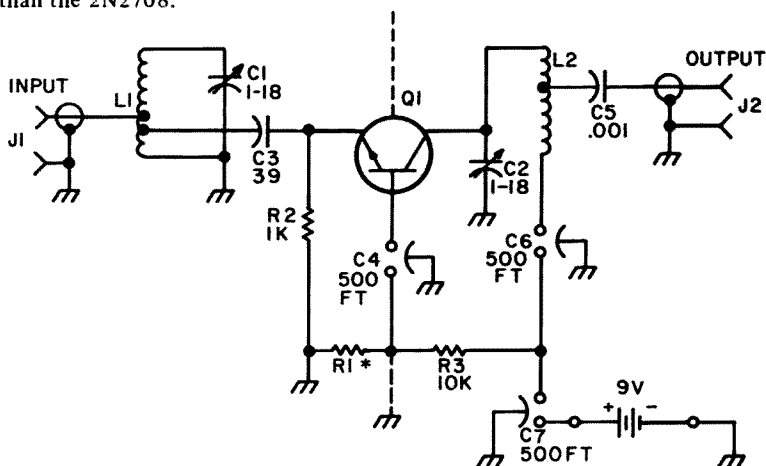 than the 2N2708.
INPUT
J1
L1
C1
1-18
C3
39
R2
1K
Q1
C4
500
FT
R1 *
R3
10K
C2
1-18
L2
C5
.001
OUTPUT
J2
C6
500
FT
9V
+ -
C7
500FT